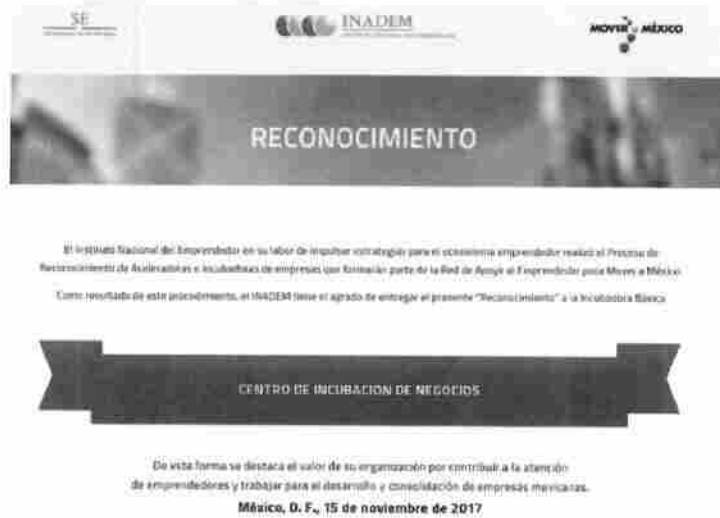 SE
INADEM
MOVER A MÉXICO
RECONOCIMIENTO
El Instituto Nacional del Emprendedor en su labor de impulsar estrategias para el ecosistema emprendedor realizó el Proceso de
Reconocimiento de Aceleradoras e Incubadoras de empresas que formarán parte de la Red de Apoyo al Emprendedor para Mover a México
Como resultado de este procedimiento, el INADEM tiene el agrado de entregar el presente "Reconocimiento" a la Incubadora Básica
CENTRO DE INCUBACION DE NEGOCIOS
De esta forma se destaca el valor de su organización por contribuir a la atención
de emprendedores y trabajar para el desarrollo y consolidación de empresas mexicanas.
México, D. F., 15 de noviembre de 2017